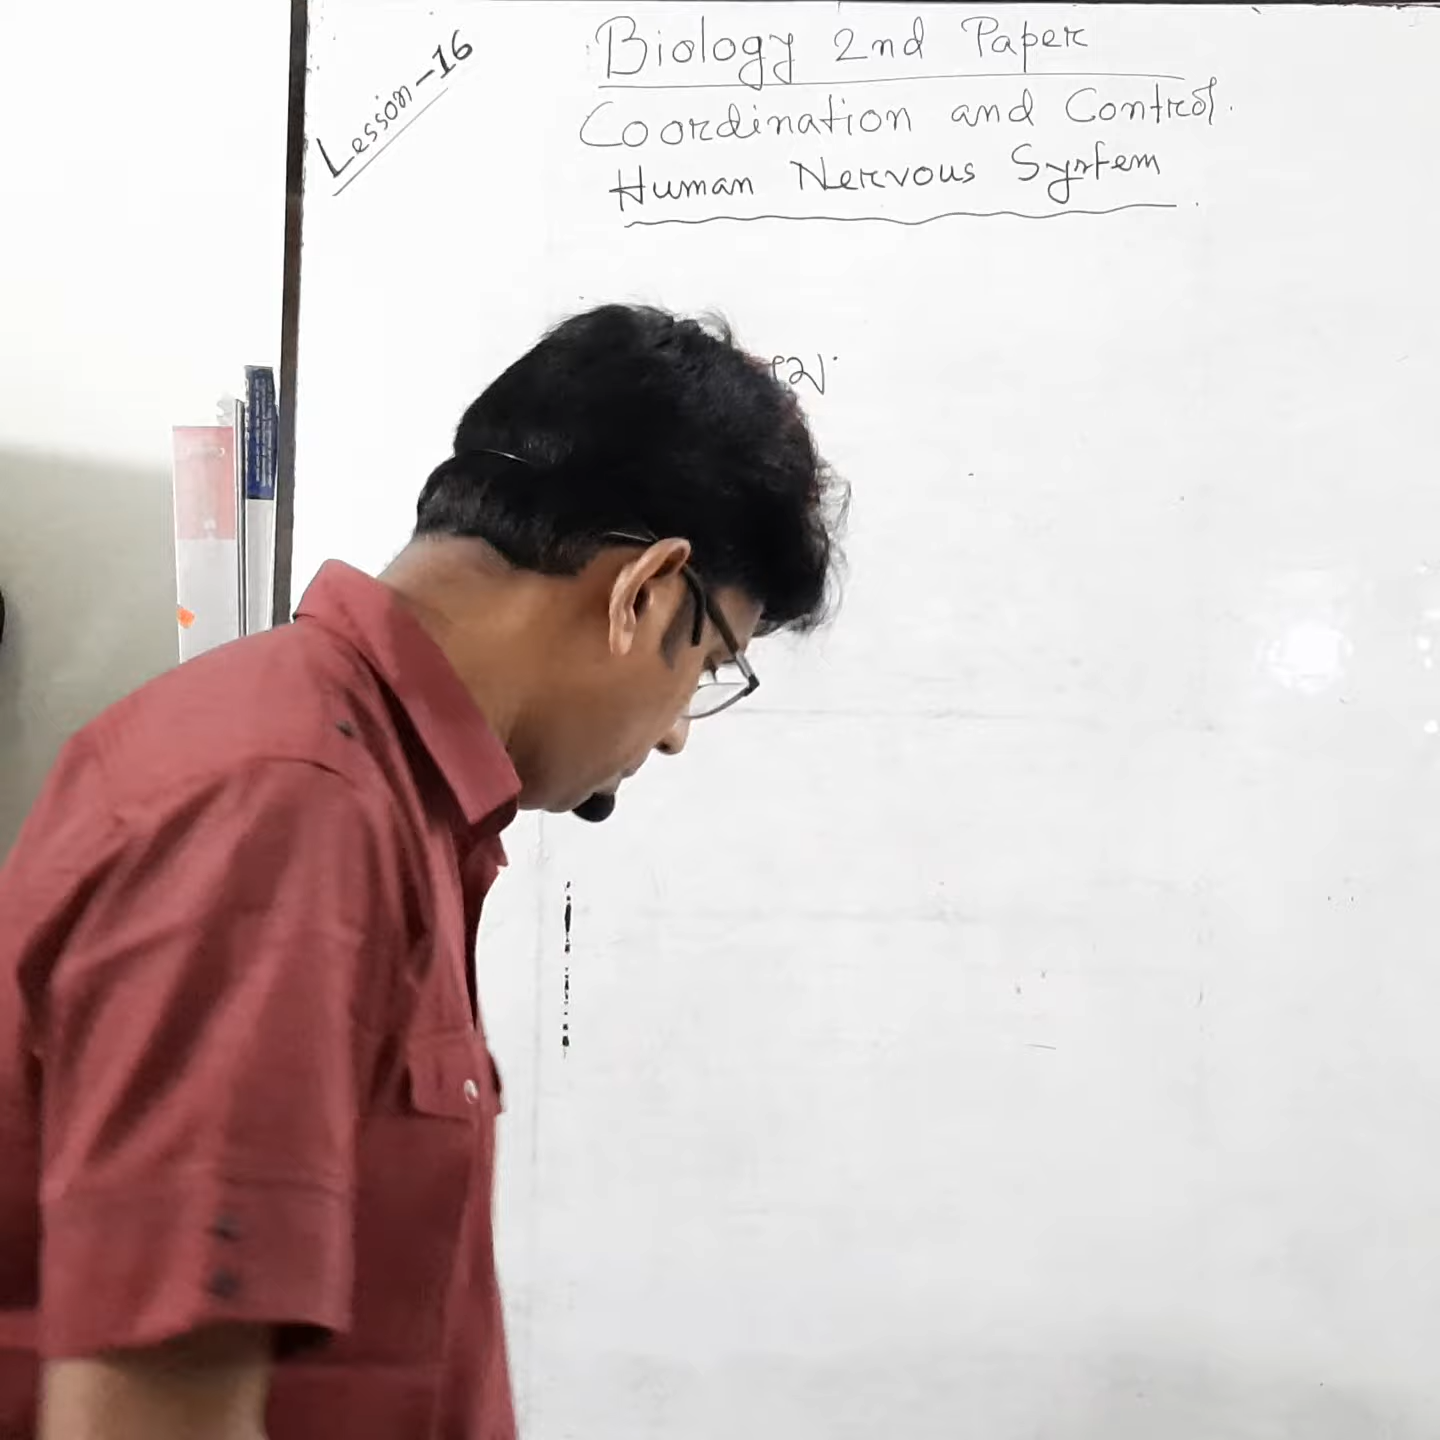 Lesson-16
Biology 2nd Paper
Coordination and Control.
Human Nervous System